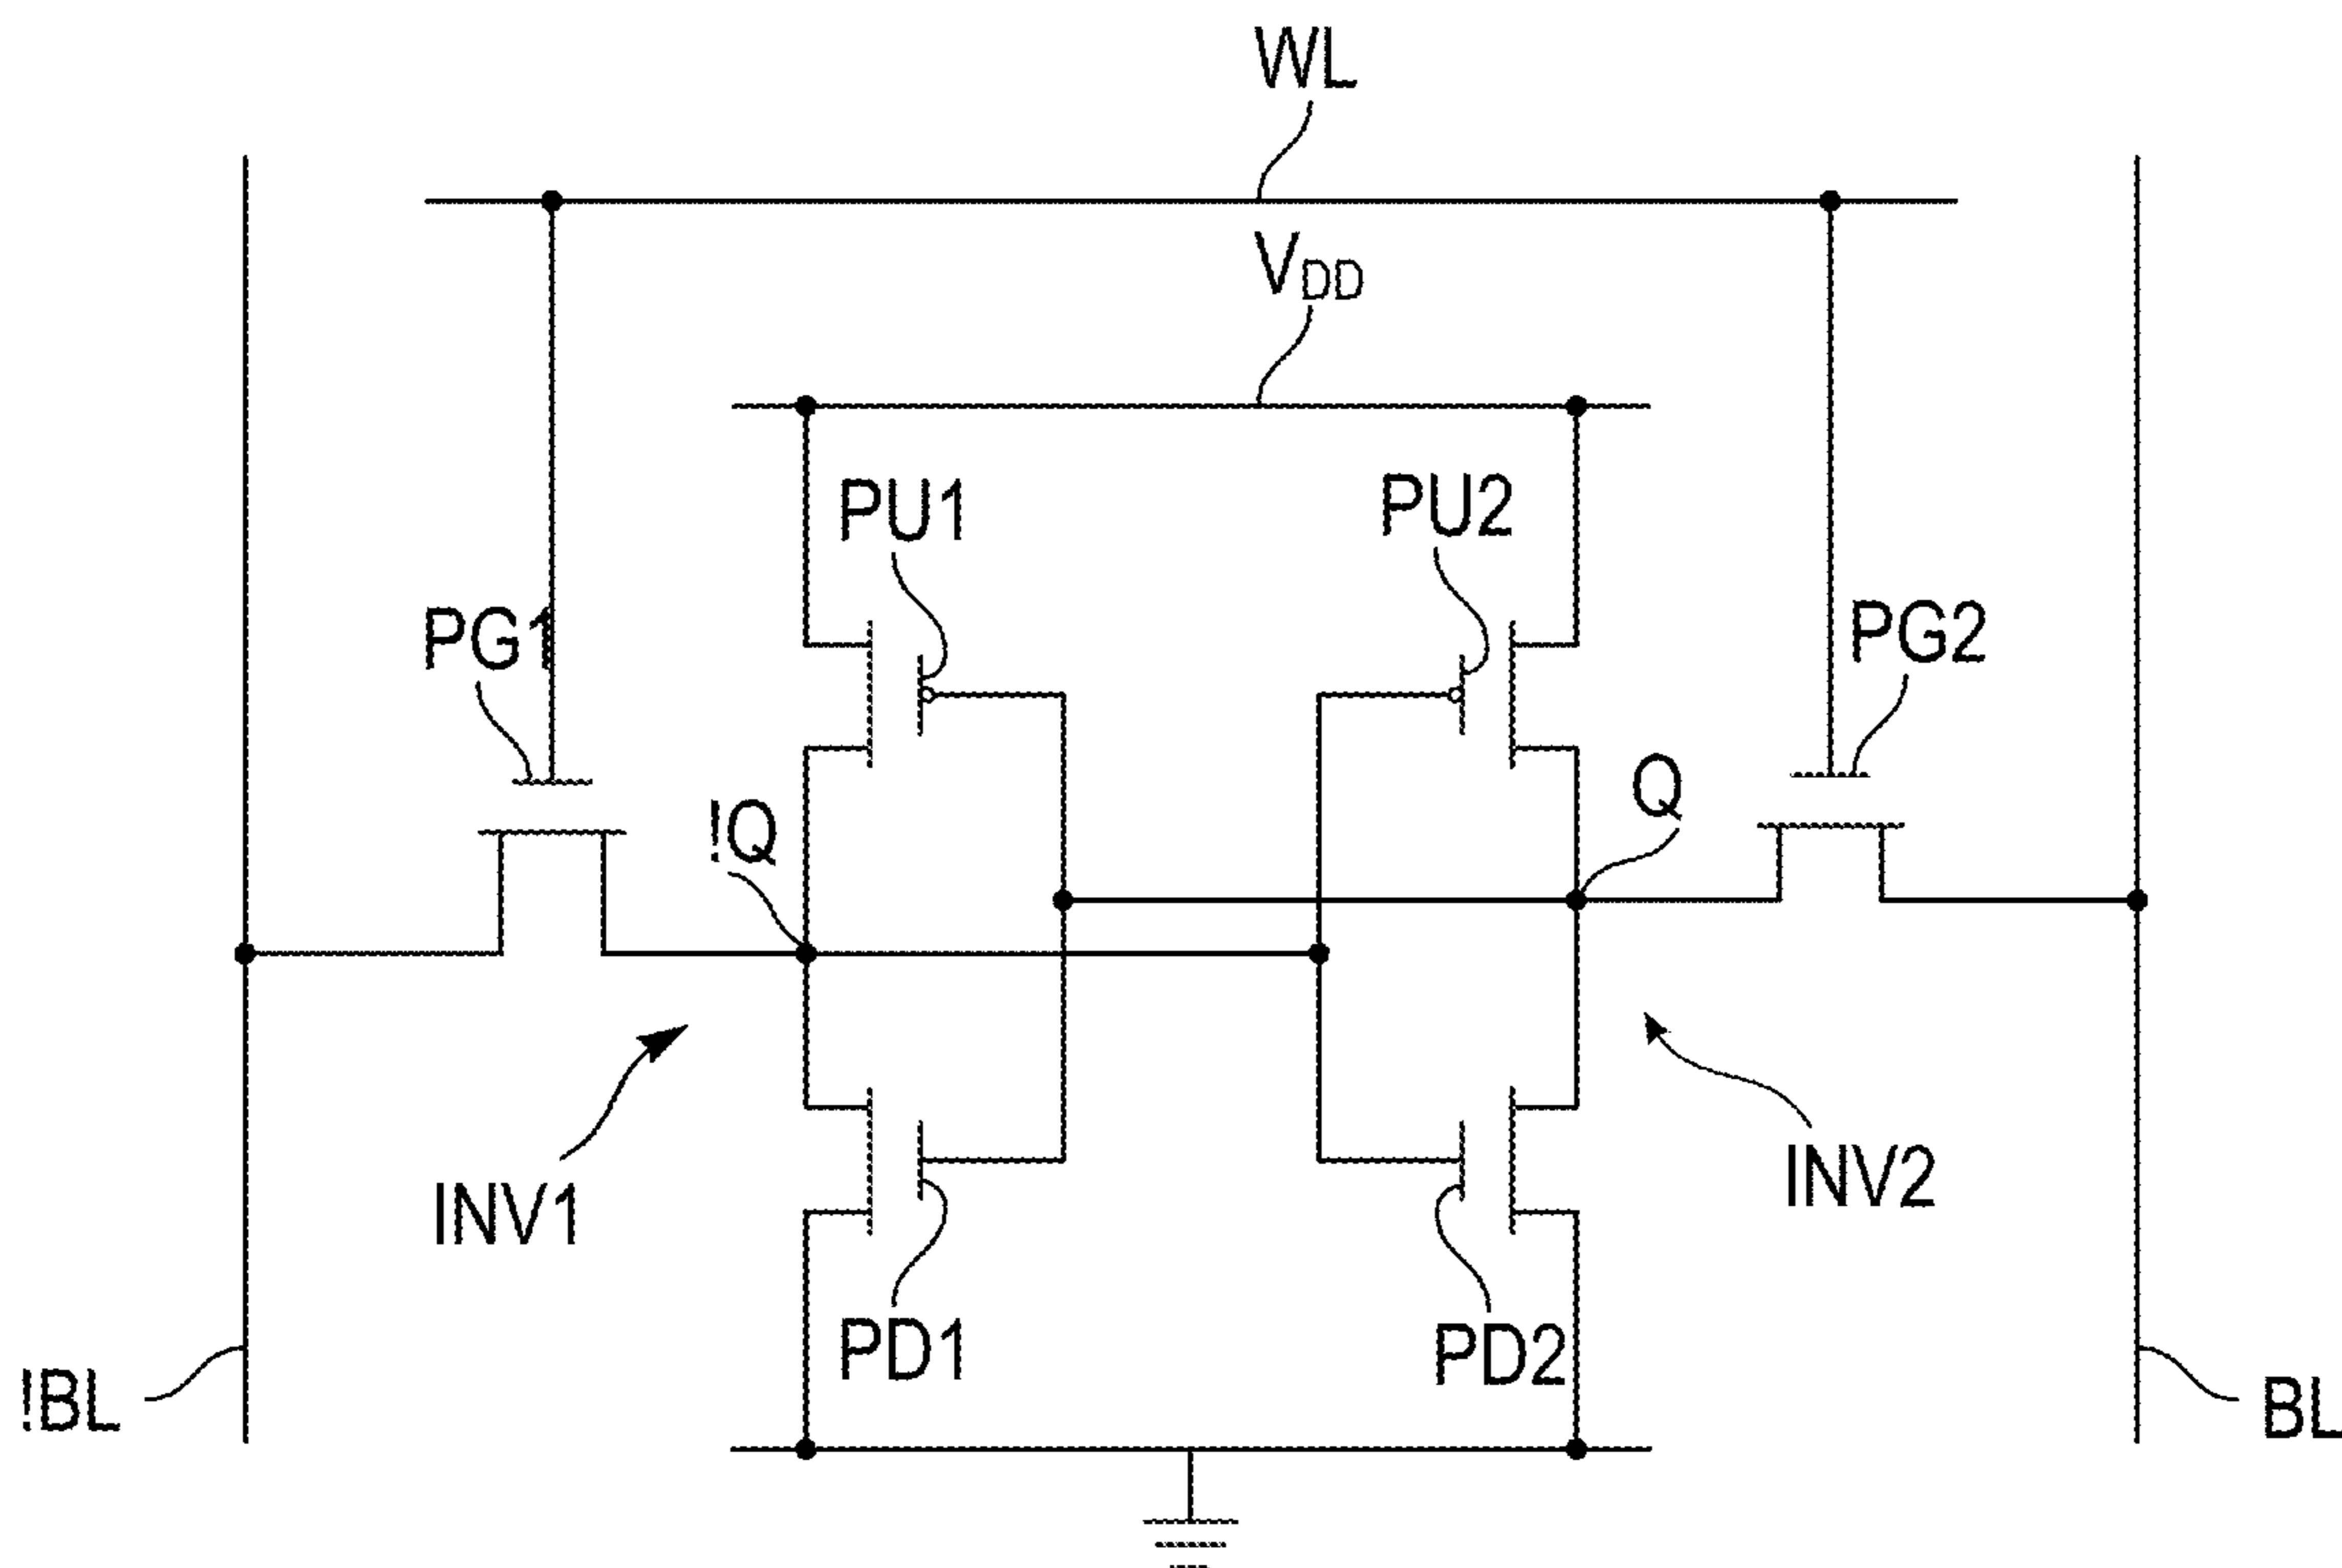 WL
VDD
PU1
PU2
PG1
PG2
!Q
Q
INV1
INV2
PD1
PD2
!BL
BL